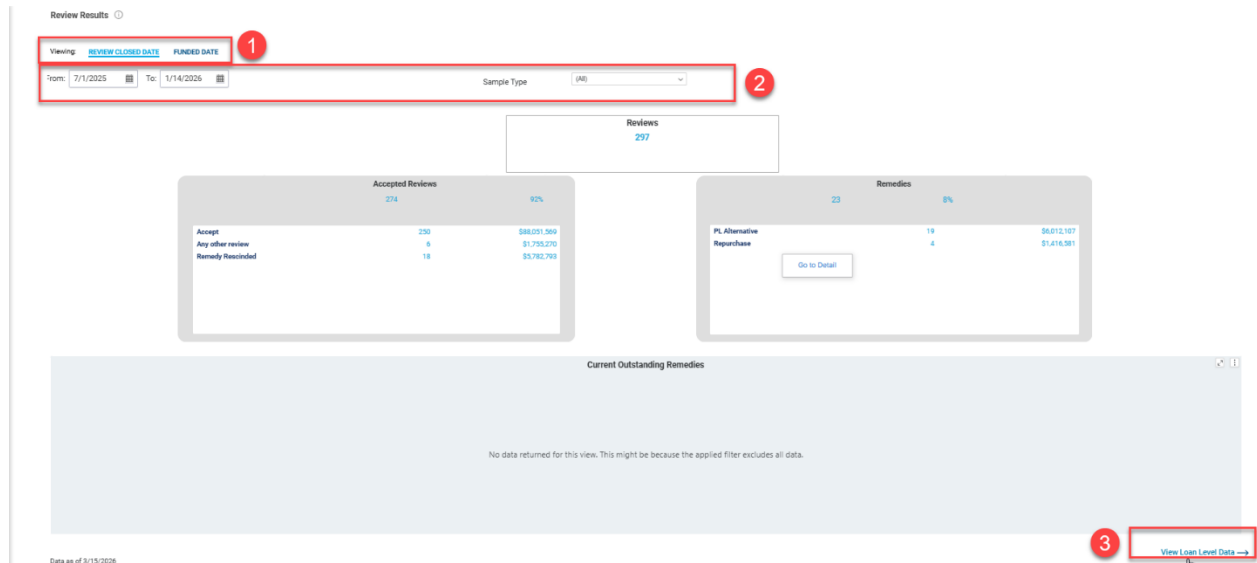 Review Results
1
Viewing: REVIEW CLOSED DATE FUNDED DATE
From: 7/1/2025 To: 1/14/2026 Sample Type (All)
2
Reviews
297
Accepted Reviews
274 92%
Accept 250 $88,051,569
Any other review 6 $1,755,270
Remedy Rescinded 18 $5,782,793
Remedies
23 8%
PL Alternative 19 $6,012,107
Repurchase 4 $1,416,581
Go to Detail
Current Outstanding Remedies
No data returned for this view. This might be because the applied filter excludes all data.
3
View Loan Level Data →
Data as of 3/15/2026